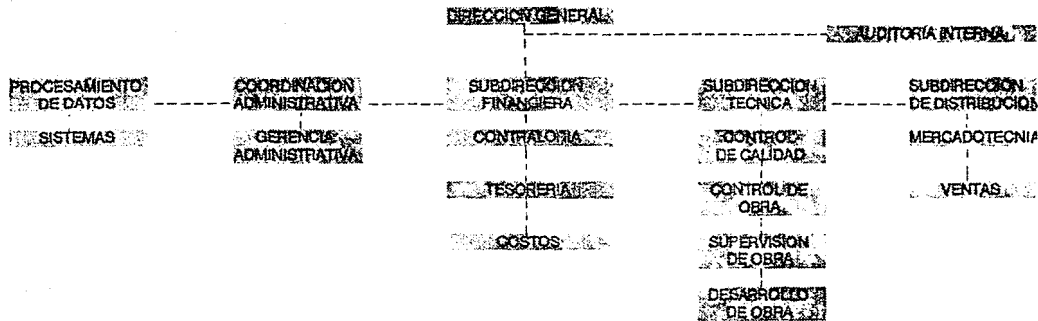 DIRECCION GENERAL
AUDITORÍA INTERNA
PROCESAMIENTO
DE DATOS
COORDINACION
ADMINISTRATIVA
SUBDIRECCION
FINANCIERA
SUBDIRECCION
TECNICA
SUBDIRECCION
DE DISTRIBUCION
SISTEMAS
GERENCIA
ADMINISTRATIVA
CONTRALORIA
CONTROL
DE CALIDAD
MERCADOTECNIA
TESORERIA
CONTROL DE
OBRA
VENTAS
COSTOS
SUPERVISION
DE OBRA
DESARROLLO
DE OBRA